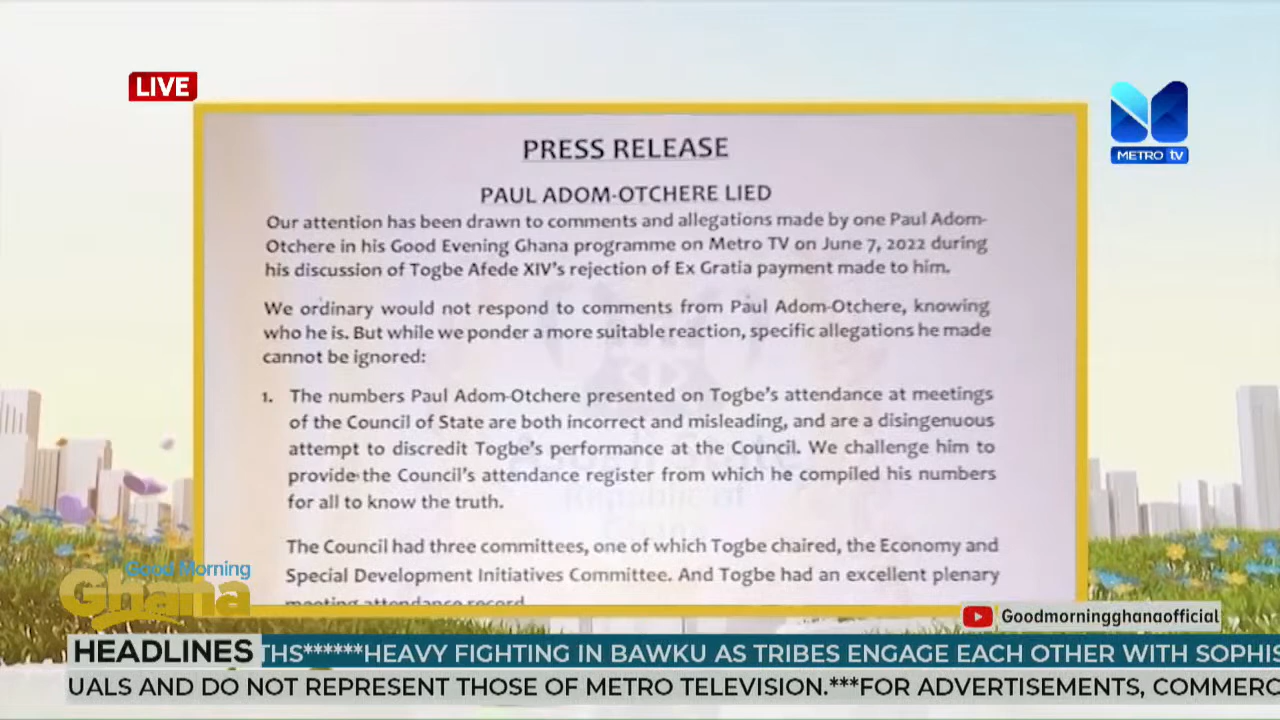 LIVE
METRO tv
PRESS RELEASE
PAUL ADOM-OTCHERE LIED
Our attention has been drawn to comments and allegations made by one Paul Adom-
Otchere in his Good Evening Ghana programme on Metro TV on June 7, 2022 during
his discussion of Togbe Afede XIV's rejection of Ex Gratia payment made to him.
We ordinary would not respond to comments from Paul Adom-Otchere, knowing
who he is. But while we ponder a more suitable reaction, specific allegations he made
cannot be ignored:
1. The numbers Paul Adom-Otchere presented on Togbe's attendance at meetings
of the Council of State are both incorrect and misleading, and are a disingenuous
attempt to discredit Togbe's performance at the Council. We challenge him to
provide the Council's attendance register from which he compiled his numbers
for all to know the truth.
The Council had three committees, one of which Togbe chaired, the Economy and
Special Development Initiatives Committee. And Togbe had an excellent plenary
meeting attendance record
Good Morning
Ghana
Goodmorningghanaofficial
HEADLINES
THS******HEAVY FIGHTING IN BAWKU AS TRIBES ENGAGE EACH OTHER WITH SOPHIS
UALS AND DO NOT REPRESENT THOSE OF METRO TELEVISION.***FOR ADVERTISEMENTS, COMMERC